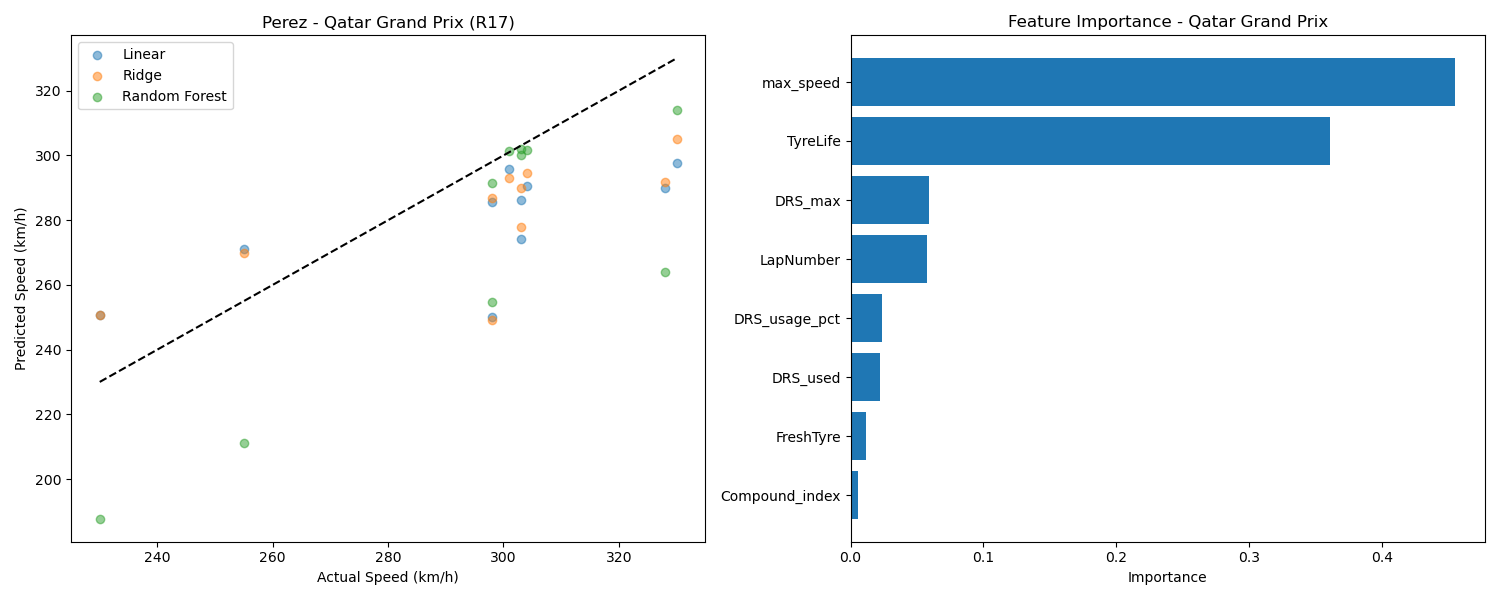 Perez - Qatar Grand Prix (R17)
Linear
Ridge
Random Forest
320
300
280
260
240
220
200
Predicted Speed (km/h)
240
260
280
300
320
Actual Speed (km/h)
Feature Importance - Qatar Grand Prix
max_speed
TyreLife
DRS_max
LapNumber
DRS_usage_pct
DRS_used
FreshTyre
Compound_index
0.0
0.1
0.2
0.3
0.4
Importance